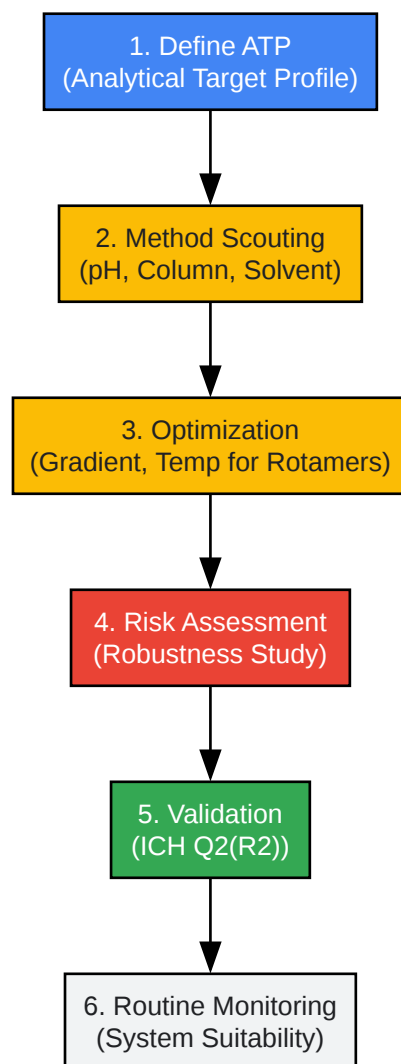 1. Define ATP
(Analytical Target Profile)
2. Method Scouting
(pH, Column, Solvent)
3. Optimization
(Gradient, Temp for Rotamers)
4. Risk Assessment
(Robustness Study)
5. Validation
(ICH Q2(R2))
6. Routine Monitoring
(System Suitability)